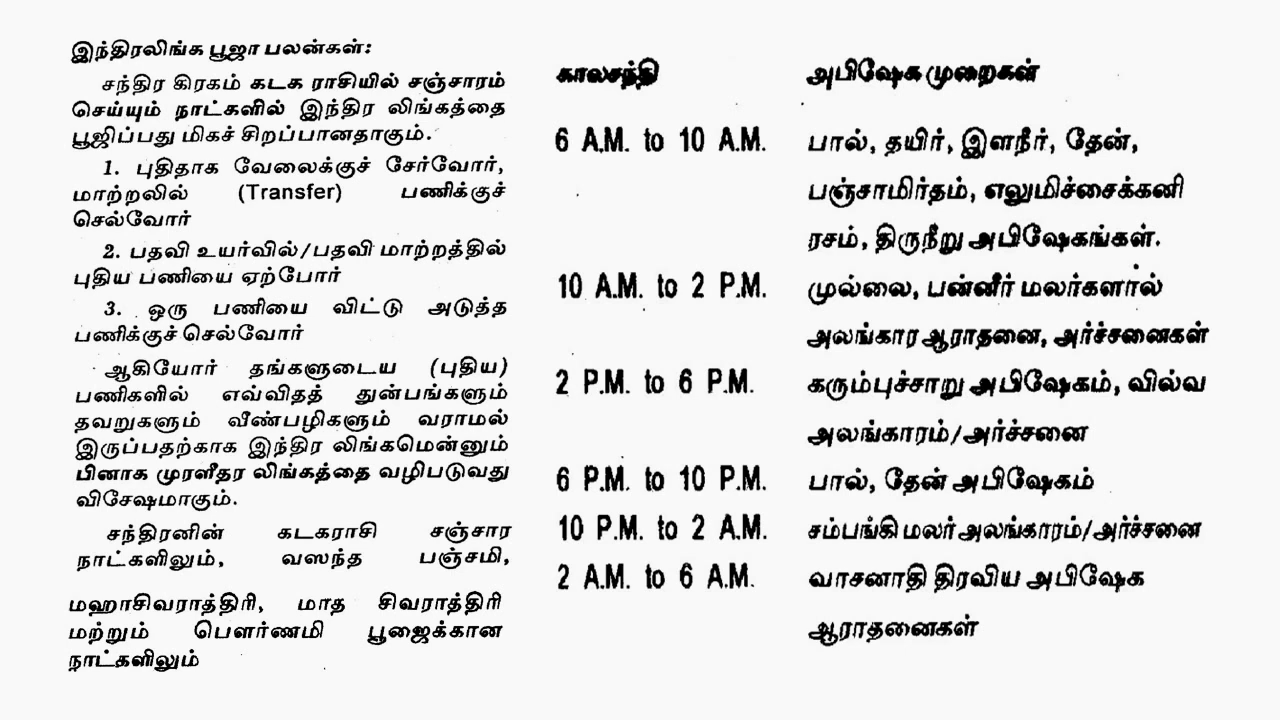 இந்திரலிங்க பூஜா பலன்கள்:
சந்திர கிரகம் கடக ராசியில் சஞ்சாரம்
செய்யும் நாட்களில் இந்திர லிங்கத்தை
பூஜிப்பது மிகச் சிறப்பானதாகும்.
1. புதிதாக வேலைக்குச் சேர்வோர்,
மாற்றலில் (Transfer) பணிக்குச்
செல்வோர்
2. பதவி உயர்வில்/பதவி மாற்றத்தில்
புதிய பணியை ஏற்போர்
3. ஒரு பணியை விட்டு அடுத்த
பணிக்குச் செல்வோர்
ஆகியோர் தங்களுடைய (புதிய)
பணிகளில் எவ்விதத் துன்பங்களும்
தவறுகளும் வீண்பழிகளும் வராமல்
இருப்பதற்காக இந்திர லிங்கமென்னும்
பினாக முரளீதர லிங்கத்தை வழிபடுவது
விசேஷமாகும்.
சந்திரனின் கடகராசி சஞ்சார
நாட்களிலும், வஸந்த பஞ்சமி,
மஹாசிவராத்திரி, மாத சிவராத்திரி
மற்றும் பௌர்ணமி பூஜைக்கான
நாட்களிலும்
காலசந்தி அபிஷேக முறைகள்
6 A.M. to 10 A.M. பால், தயிர், இளநீர், தேன்,
பஞ்சாமிர்தம், எலுமிச்சைக்கனி
ரசம், திருநீறு அபிஷேகங்கள்.
10 A.M. to 2 P.M. முல்லை, பன்னீர் மலர்களால்
அலங்கார ஆராதனை, அர்ச்சனைகள்
2 P.M. to 6 P.M. கரும்புச்சாறு அபிஷேகம், வில்வ
அலங்காரம்/அர்ச்சனை
6 P.M. to 10 P.M. பால், தேன் அபிஷேகம்
10 P.M. to 2 A.M. சம்பங்கி மலர் அலங்காரம்/அர்ச்சனை
2 A.M. to 6 A.M. வாசனாதி திரவிய அபிஷேக
ஆராதனைகள்